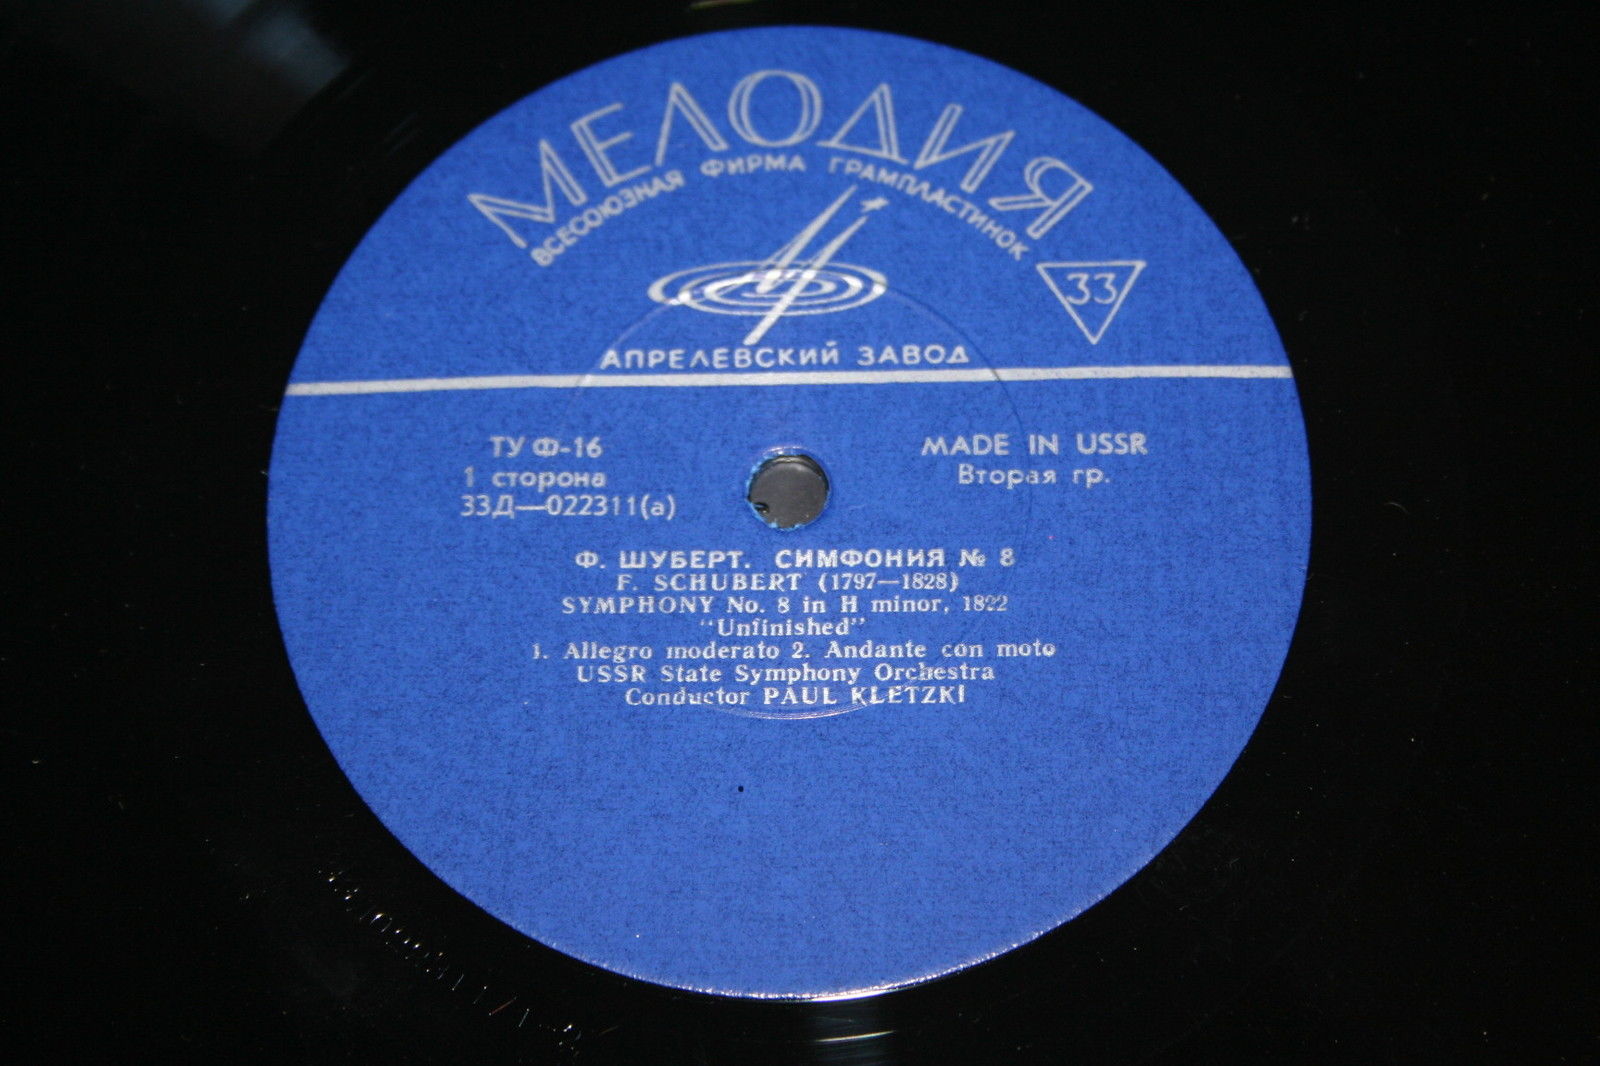 МЕЛОДИЯ
ВСЕСОЮЗНАЯ ФИРМА ГРАМПЛАСТИНОК
33
АПРЕЛЕВСКИЙ ЗАВОД
ТУ Ф-16
MADE IN USSR
1 сторона
Вторая гр.
33Д—022311(а)
Ф. ШУБЕРТ. СИМФОНИЯ № 8
F. SCHUBERT (1797—1828)
SYMPHONY No. 8 in H minor, 1822
"Unfinished"
1. Allegro moderato 2. Andante con moto
USSR State Symphony Orchestra
Conductor PAUL KLETZKI